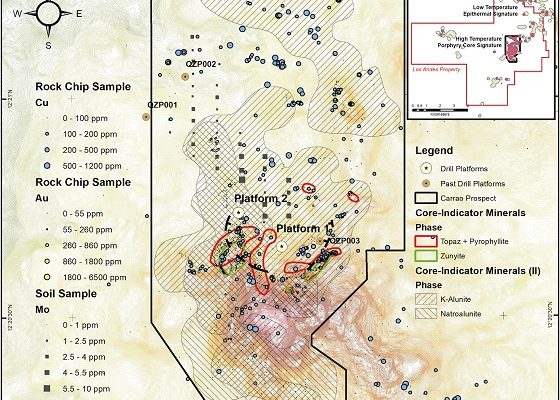 W E
S
Rock Chip Sample
Cu
0 - 100 ppm
100 - 200 ppm
200 - 500 ppm
500 - 1200 ppm
Rock Chip Sample
Au
0 - 55 ppm
55 - 260 ppm
260 - 860 ppm
860 - 1800 ppm
1800 - 6500 ppm
Soil Sample
Mo
0 - 1 ppm
1 - 2.5 ppm
2.5 - 4 ppm
4 - 5.5 ppm
5.5 - 10 ppm
QZP002
QZP001
Platform 2
Platform 1
QZP003
Low Temperature
Epithermal Signature
High Temperature
Porphyry Core Signature
Los Andes Property
Kilometers
Legend
Drill Platforms
Past Drill Platforms
Carrao Prospect
Core-Indicator Minerals
Phase
Topaz + Pyrophyllite
Zunyite
Core-Indicator Minerals (II)
Phase
K-Alunite
Natroalunite